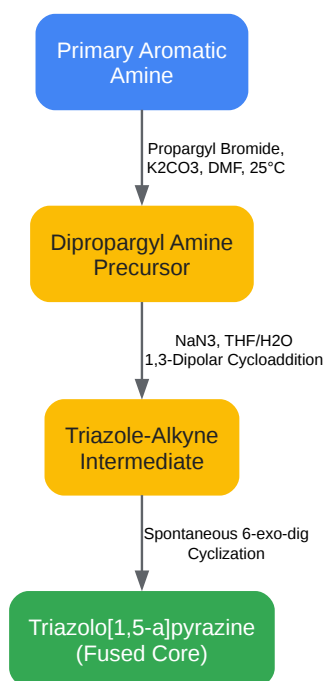 Primary Aromatic
Amine
Propargyl Bromide,
K2CO3, DMF, 25°C
Dipropargyl Amine
Precursor
NaN3, THF/H2O
1,3-Dipolar Cycloaddition
Triazole-Alkyne
Intermediate
Spontaneous 6-exo-dig
Cyclization
Triazolo[1,5-a]pyrazine
(Fused Core)